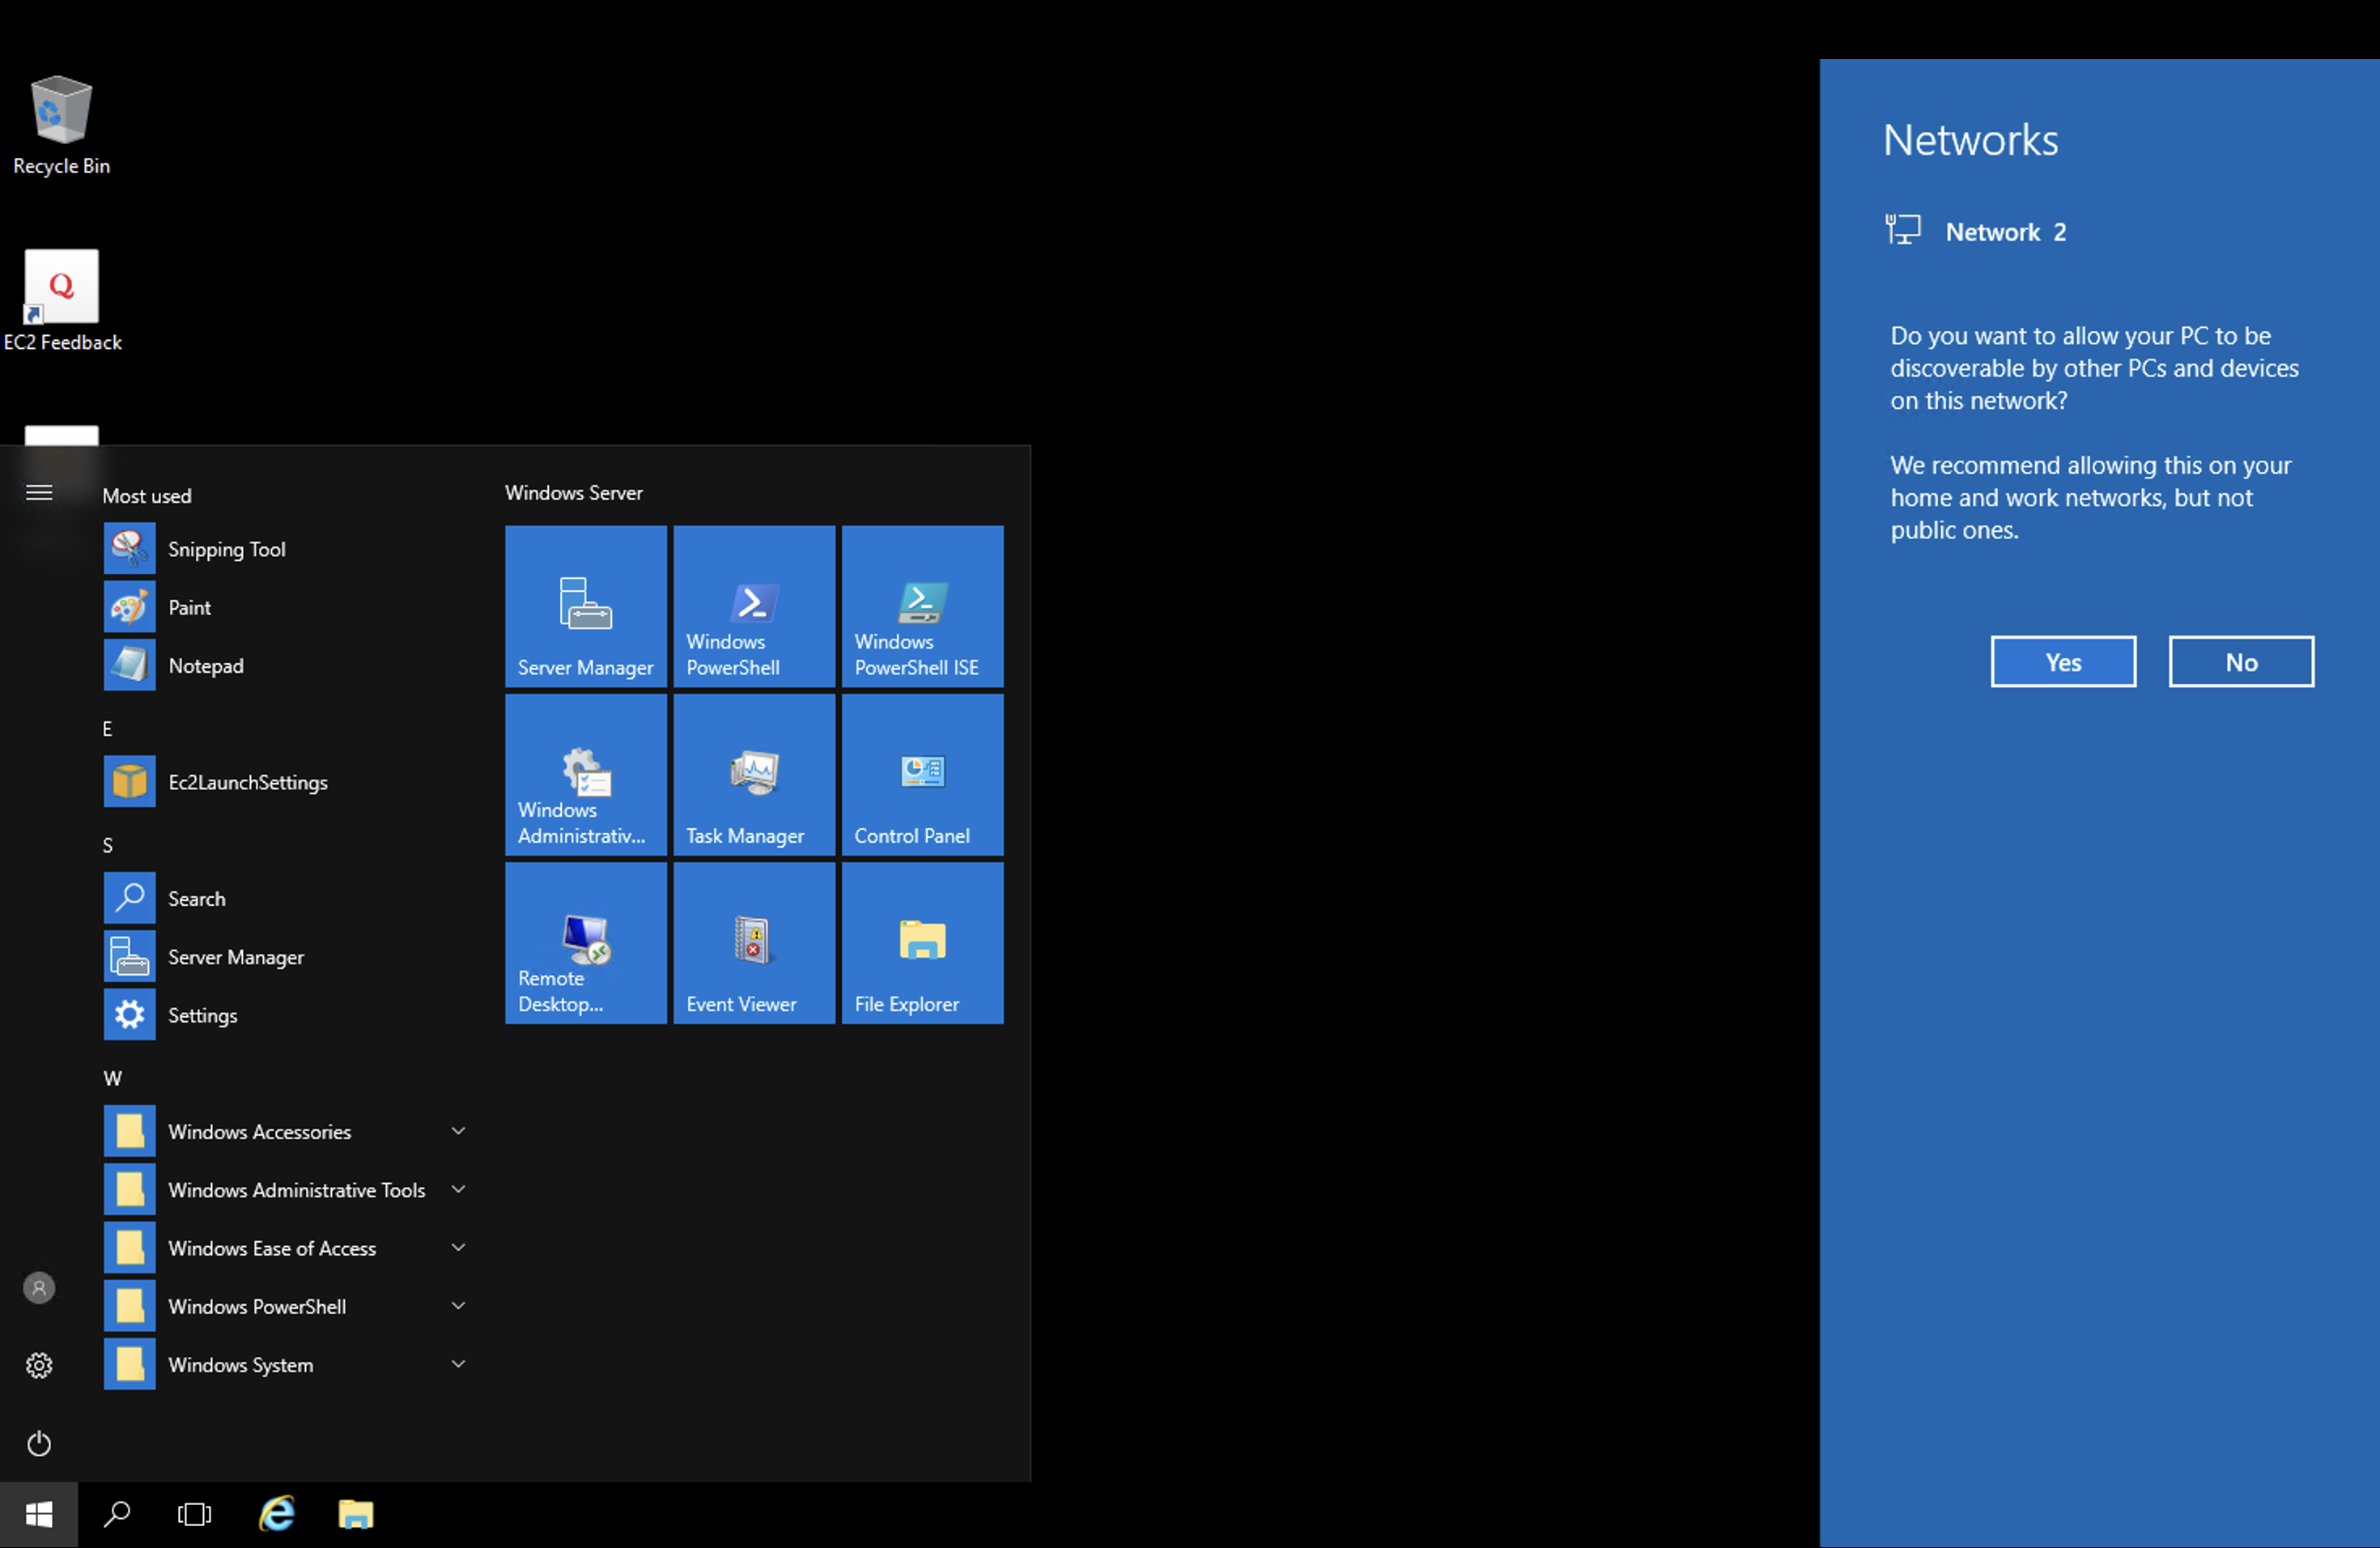 Recycle Bin
Q
EC2 Feedback
Most used
Snipping Tool
Paint
Notepad
E
Ec2LaunchSettings
S
Search
Server Manager
Settings
W
Windows Accessories
Windows Administrative Tools
Windows Ease of Access
Windows PowerShell
Windows System
Windows Server
Server Manager
Windows
PowerShell
Windows
PowerShell ISE
Windows
Administrativ...
Task Manager
Control Panel
Remote
Desktop...
Event Viewer
File Explorer
Networks
Network 2
Do you want to allow your PC to be
discoverable by other PCs and devices
on this network?
We recommend allowing this on your
home and work networks, but not
public ones.
Yes
No